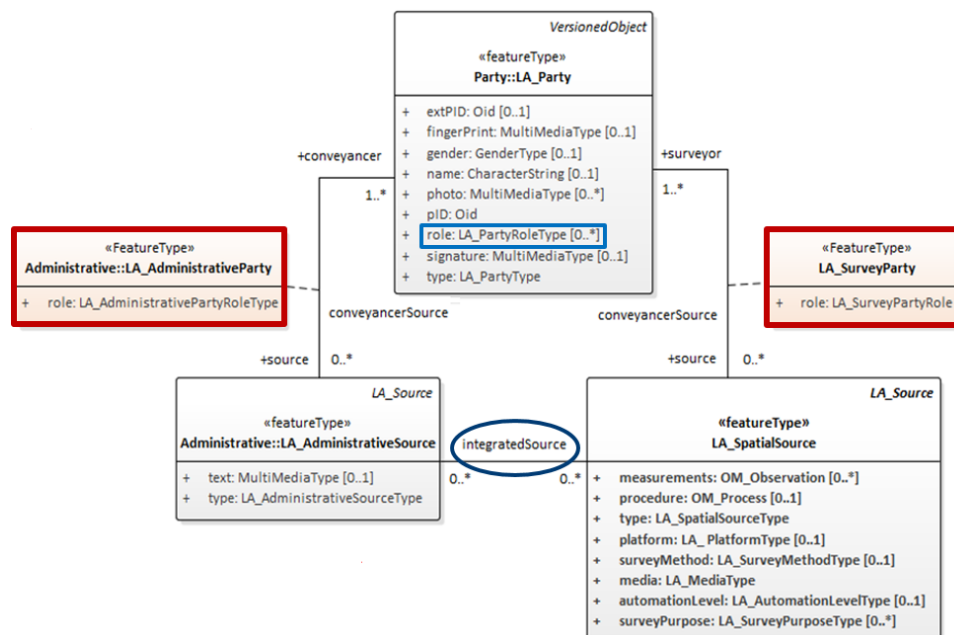 VersionedObject
«featureType»
Party::LA_Party
+ extPID: Oid [0..1]
+ fingerPrint: MultiMediaType [0..1]
+ gender: GenderType [0..1]
+ name: CharacterString [0..1]
+ photo: MultiMediaType [0..*]
+ pID: Oid
+ role: LA_PartyRoleType [0..*]
+ signature: MultiMediaType [0..1]
+ type: LA_PartyType
+conveyancer
1..*
+surveyor
1..*
«FeatureType»
Administrative::LA_AdministrativeParty
+ role: LA_AdministrativePartyRoleType
«FeatureType»
LA_SurveyParty
+ role: LA_SurveyPartyRole
conveyancerSource
conveyancerSource
+source 0..*
+source 0..*
LA_Source
«featureType»
Administrative::LA_AdministrativeSource
+ text: MultiMediaType [0..1]
+ type: LA_AdministrativeSourceType
integratedSource
0..* 0..*
LA_Source
«featureType»
LA_SpatialSource
+ measurements: OM_Observation [0..*]
+ procedure: OM_Process [0..1]
+ type: LA_SpatialSourceType
+ platform: LA_ PlatformType [0..1]
+ surveyMethod: LA_SurveyMethodType [0..1]
+ media: LA_MediaType
+ automationLevel: LA_AutomationLevelType [0..1]
+ surveyPurpose: LA_SurveyPurposeType [0..*]